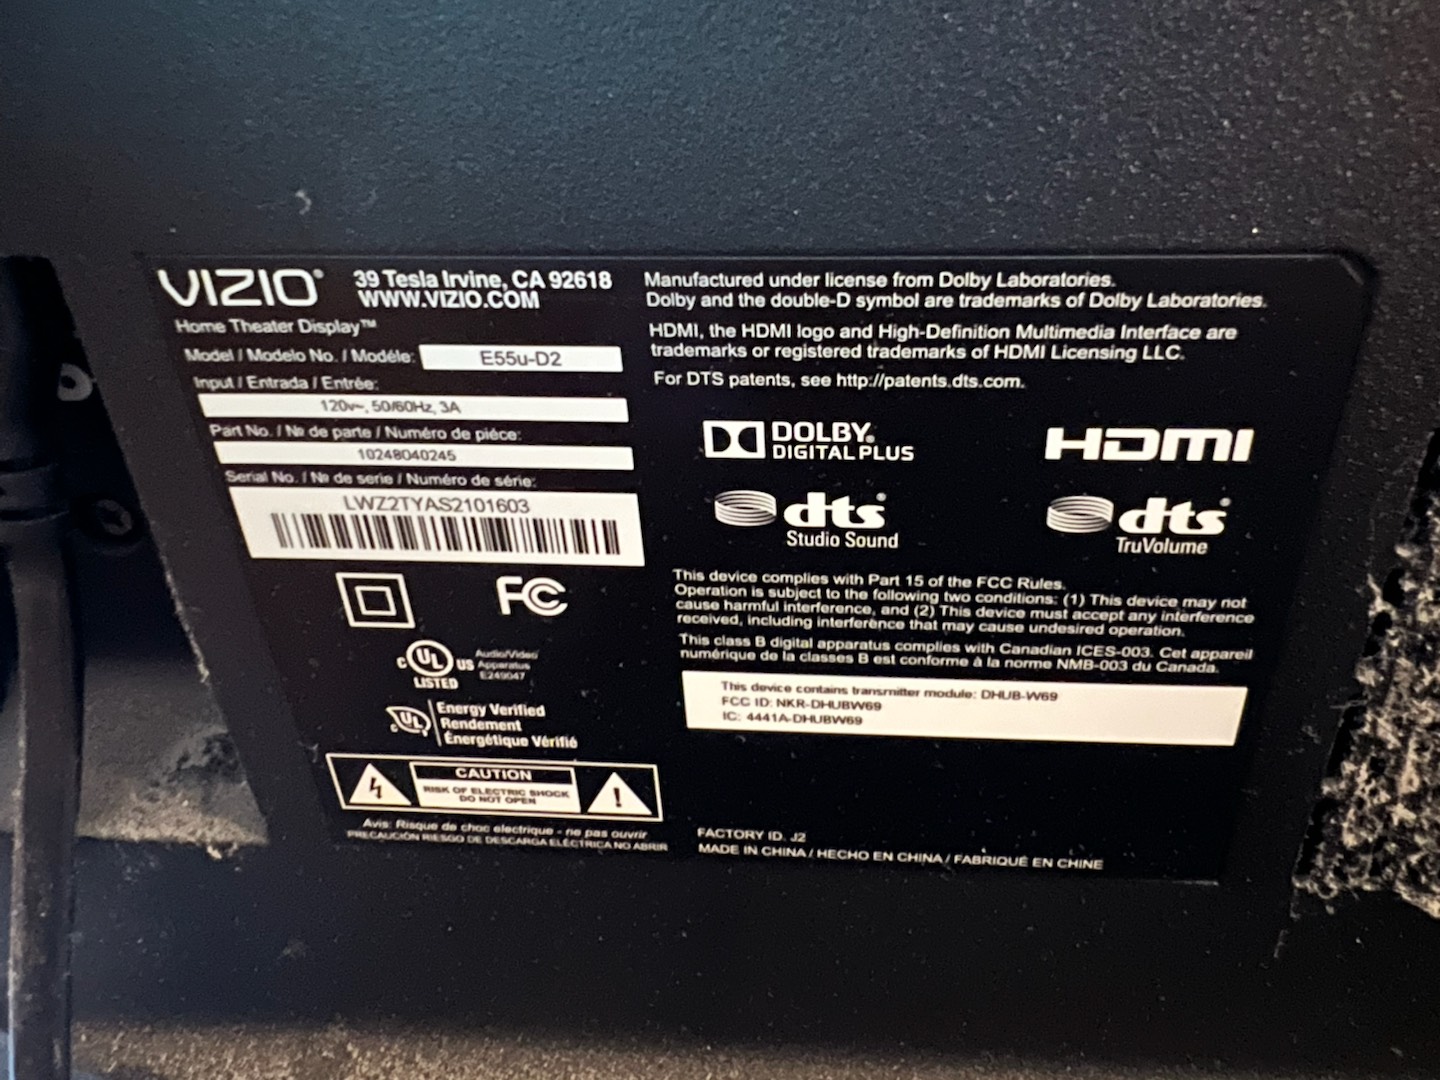 VIZIO®
39 Tesla Irvine, CA 92618
WWW.VIZIO.COM
Home Theater Display™
Model / Modelo No. / Modéle:
E55u-D2
Input / Entrada / Entrée:
120v~, 50/60Hz, 3A
Part No. / № de parte / Numéro de piéce:
10248040245
Serial No. / № de serie / Numéro de série:
LWZ2TYAS2101603
FC
c UL US
LISTED
Audio/Video
Apparatus
E249047
c UL
Energy Verified
Rendement
Énergétique Vérifié
CAUTION
RISK OF ELECTRIC SHOCK
DO NOT OPEN
!
Avis: Risque de choc electrique - ne pas ouvrir
PRECAUCIÓN RIESGO DE DESCARGA ELÉCTRICA NO ABRIR
Manufactured under license from Dolby Laboratories.
Dolby and the double-D symbol are trademarks of Dolby Laboratories.
HDMI, the HDMI logo and High-Definition Multimedia Interface are
trademarks or registered trademarks of HDMI Licensing LLC.
For DTS patents, see http://patents.dts.com.
DOLBY®
DIGITAL PLUS
HDMI
dts®
Studio Sound
dts®
TruVolume
This device complies with Part 15 of the FCC Rules.
Operation is subject to the following two conditions: (1) This device may not
cause harmful interference, and (2) This device must accept any interference
received, including interference that may cause undesired operation.
This class B digital apparatus complies with Canadian ICES-003. Cet appareil
numérique de la classes B est conforme à la norme NMB-003 du Canada.
This device contains transmitter module: DHUB-W69
FCC ID: NKR-DHUBW69
IC: 4441A-DHUBW69
FACTORY ID. J2
MADE IN CHINA / HECHO EN CHINA / FABRIQUÉ EN CHINE